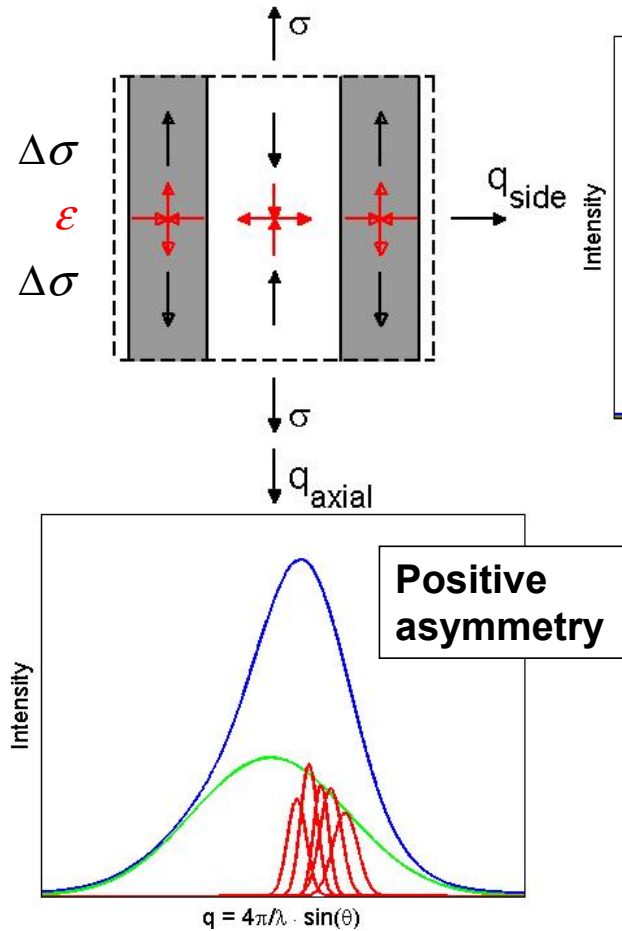 σ
Δσ
ε
Δσ
q_side
σ
q_axial
Intensity
Positive
asymmetry
Intensity
q = 4π/λ · sin(θ)